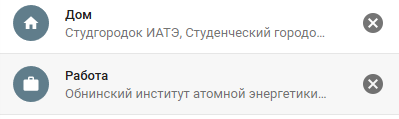 Дом
Студгородок ИАТЭ, Студенческий городо...
Работа
Обнинский институт атомной энергетики...